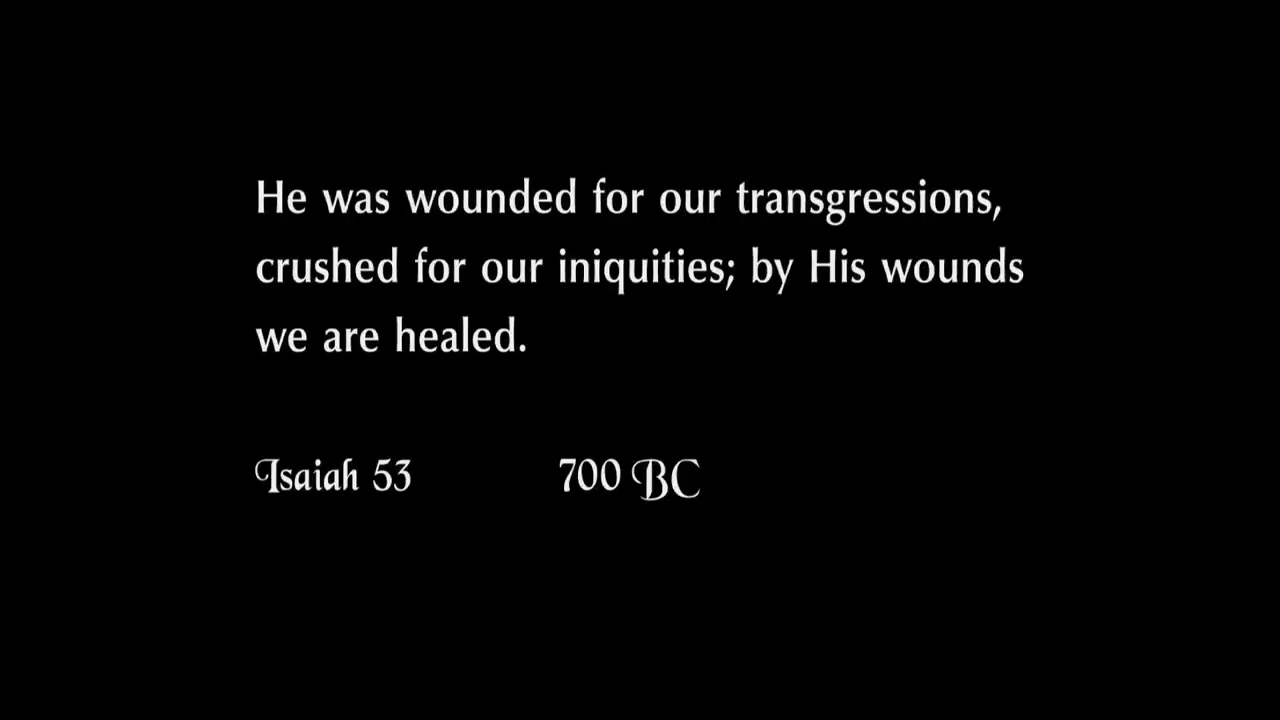 He was wounded for our transgressions,
crushed for our iniquities; by His wounds
we are healed.
Isaiah 53 700 BC